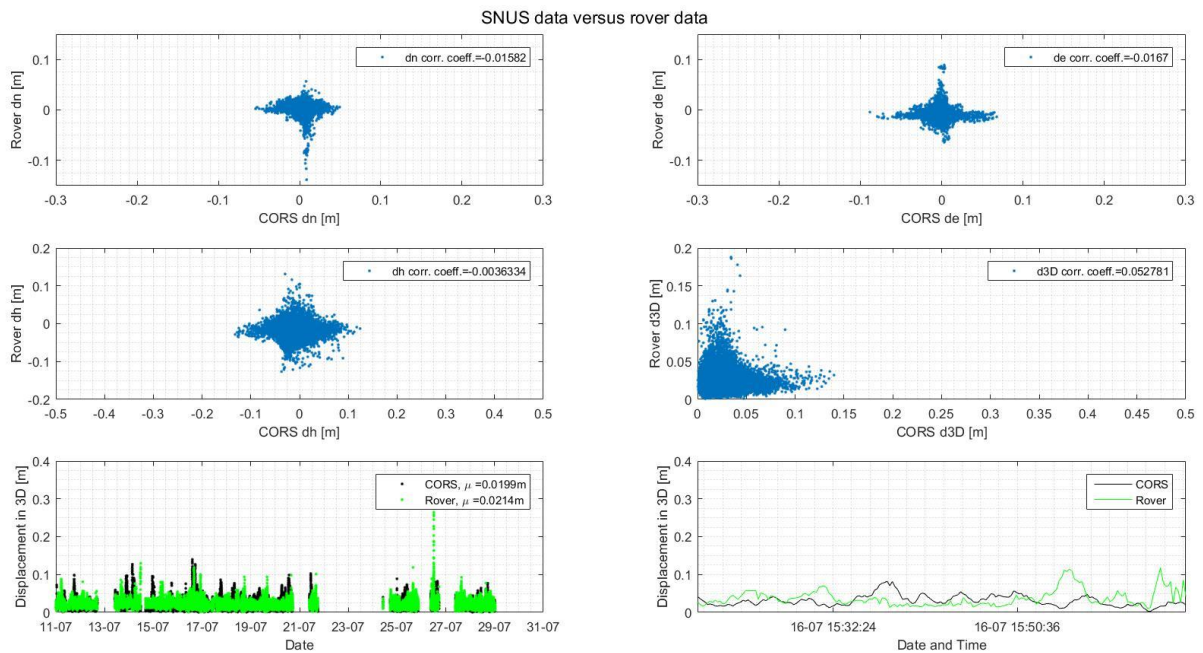 SNUS data versus rover data
0.1
0
-0.1
Rover dn [m]
dn corr. coeff.=-0.01582
-0.3 -0.2 -0.1 0 0.1 0.2 0.3
CORS dn [m]
0.1
0
-0.1
Rover de [m]
de corr. coeff.=-0.0167
-0.3 -0.2 -0.1 0 0.1 0.2 0.3
CORS de [m]
0.2
0.1
0
-0.1
-0.2
Rover dh [m]
dh corr. coeff.=-0.0036334
-0.5 -0.4 -0.3 -0.2 -0.1 0 0.1 0.2 0.3 0.4 0.5
CORS dh [m]
0.2
0.15
0.1
0.05
0
Rover d3D [m]
d3D corr. coeff.=0.052781
0 0.05 0.1 0.15 0.2 0.25 0.3 0.35 0.4 0.45 0.5
CORS d3D [m]
0.4
0.3
0.2
0.1
0
Displacement in 3D [m]
CORS, μ =0.0199m
Rover, μ =0.0214m
11-07 13-07 15-07 17-07 19-07 21-07 23-07 25-07 27-07 29-07 31-07
Date
0.4
0.3
0.2
0.1
0
Displacement in 3D [m]
CORS
Rover
16-07 15:32:24 16-07 15:50:36
Date and Time